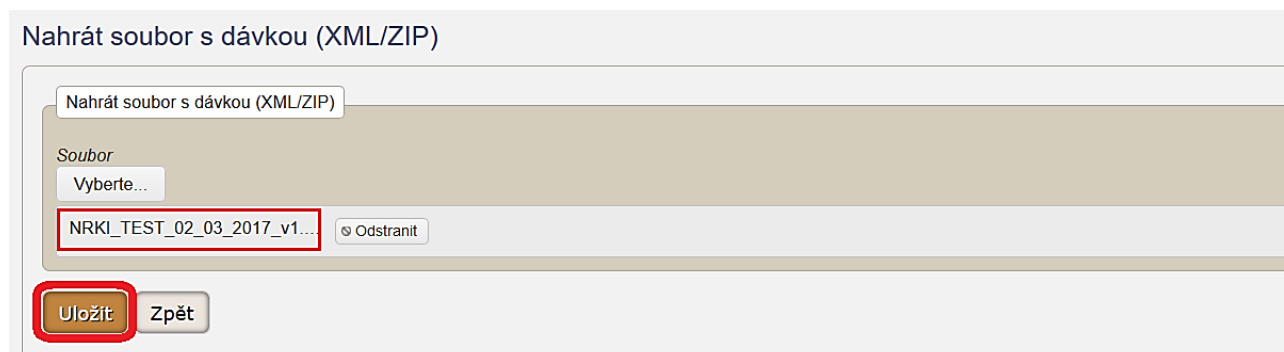 Nahrát soubor s dávkou (XML/ZIP)
Nahrát soubor s dávkou (XML/ZIP)
Soubor
Vyberte...
NRKI_TEST_02_03_2017_v1.... Odstranit
Uložit Zpět